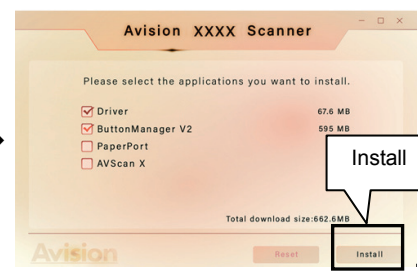 Avision XXXX Scanner
Please select the applications you want to install.
Driver 67.6 MB
ButtonManager V2 595 MB
PaperPort
AVScan X
Install
Total download size:662.6MB
Avision
Reset
Install